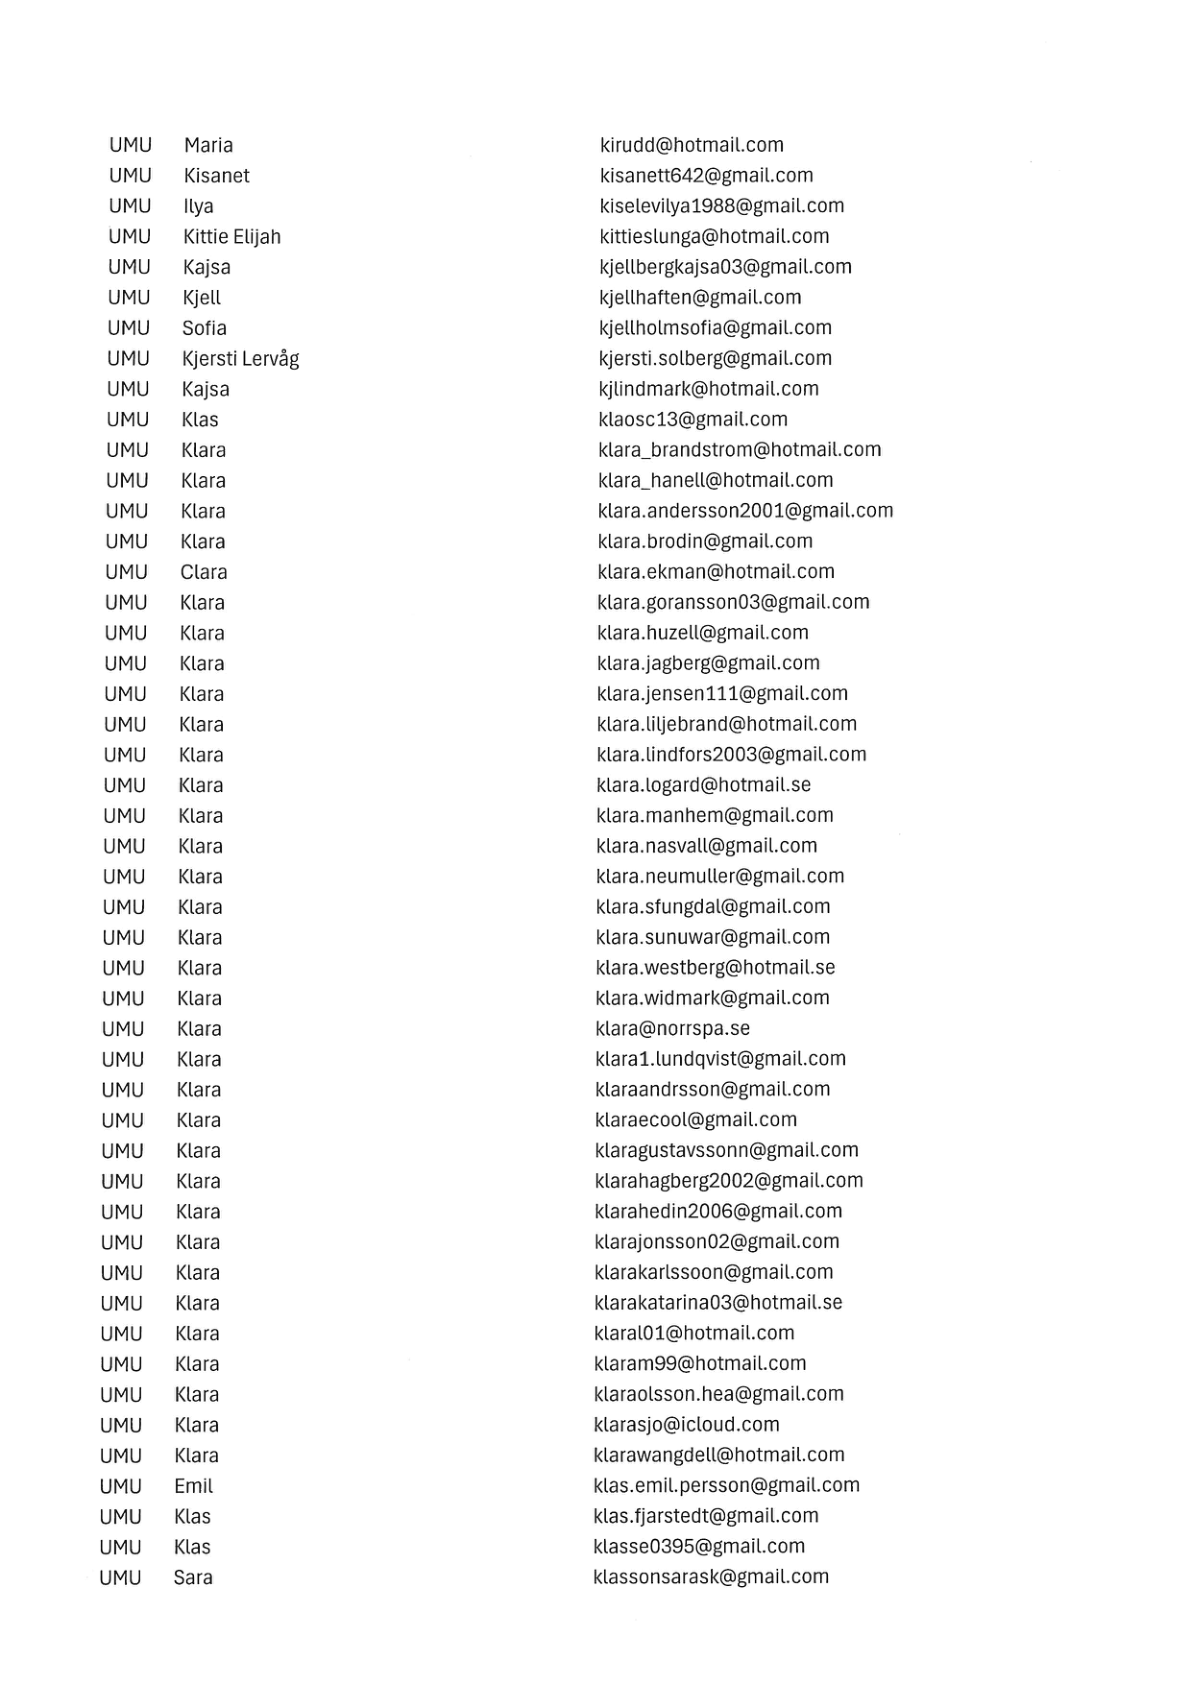 UMU Maria kirudd@hotmail.com
UMU Kisanet kisanett642@gmail.com
UMU Ilya kiselevilya1988@gmail.com
UMU Kittie Elijah kittieslunga@hotmail.com
UMU Kajsa kjellbergkajsa03@gmail.com
UMU Kjell kjellhaften@gmail.com
UMU Sofia kjellholmsofia@gmail.com
UMU Kjersti Lervåg kjersti.solberg@gmail.com
UMU Kajsa kjlindmark@hotmail.com
UMU Klas klaosc13@gmail.com
UMU Klara klara_brandstrom@hotmail.com
UMU Klara klara_hanell@hotmail.com
UMU Klara klara.andersson2001@gmail.com
UMU Klara klara.brodin@gmail.com
UMU Clara klara.ekman@hotmail.com
UMU Klara klara.goransson03@gmail.com
UMU Klara klara.huzell@gmail.com
UMU Klara klara.jagberg@gmail.com
UMU Klara klara.jensen111@gmail.com
UMU Klara klara.liljebrand@hotmail.com
UMU Klara klara.lindfors2003@gmail.com
UMU Klara klara.logard@hotmail.se
UMU Klara klara.manhem@gmail.com
UMU Klara klara.nasvall@gmail.com
UMU Klara klara.neumuller@gmail.com
UMU Klara klara.sfungdal@gmail.com
UMU Klara klara.sunuwar@gmail.com
UMU Klara klara.westberg@hotmail.se
UMU Klara klara.widmark@gmail.com
UMU Klara klara@norrspa.se
UMU Klara klara1.lundqvist@gmail.com
UMU Klara klaraandrsson@gmail.com
UMU Klara klaraecool@gmail.com
UMU Klara klaragustavssonn@gmail.com
UMU Klara klarahagberg2002@gmail.com
UMU Klara klarahedin2006@gmail.com
UMU Klara klarajonsson02@gmail.com
UMU Klara klarakarlssoon@gmail.com
UMU Klara klarakatarina03@hotmail.se
UMU Klara klaral01@hotmail.com
UMU Klara klaram99@hotmail.com
UMU Klara klaraolsson.hea@gmail.com
UMU Klara klarasjo@icloud.com
UMU Klara klarawangdell@hotmail.com
UMU Emil klas.emil.persson@gmail.com
UMU Klas klas.fjarstedt@gmail.com
UMU Klas klasse0395@gmail.com
UMU Sara klassonsarask@gmail.com